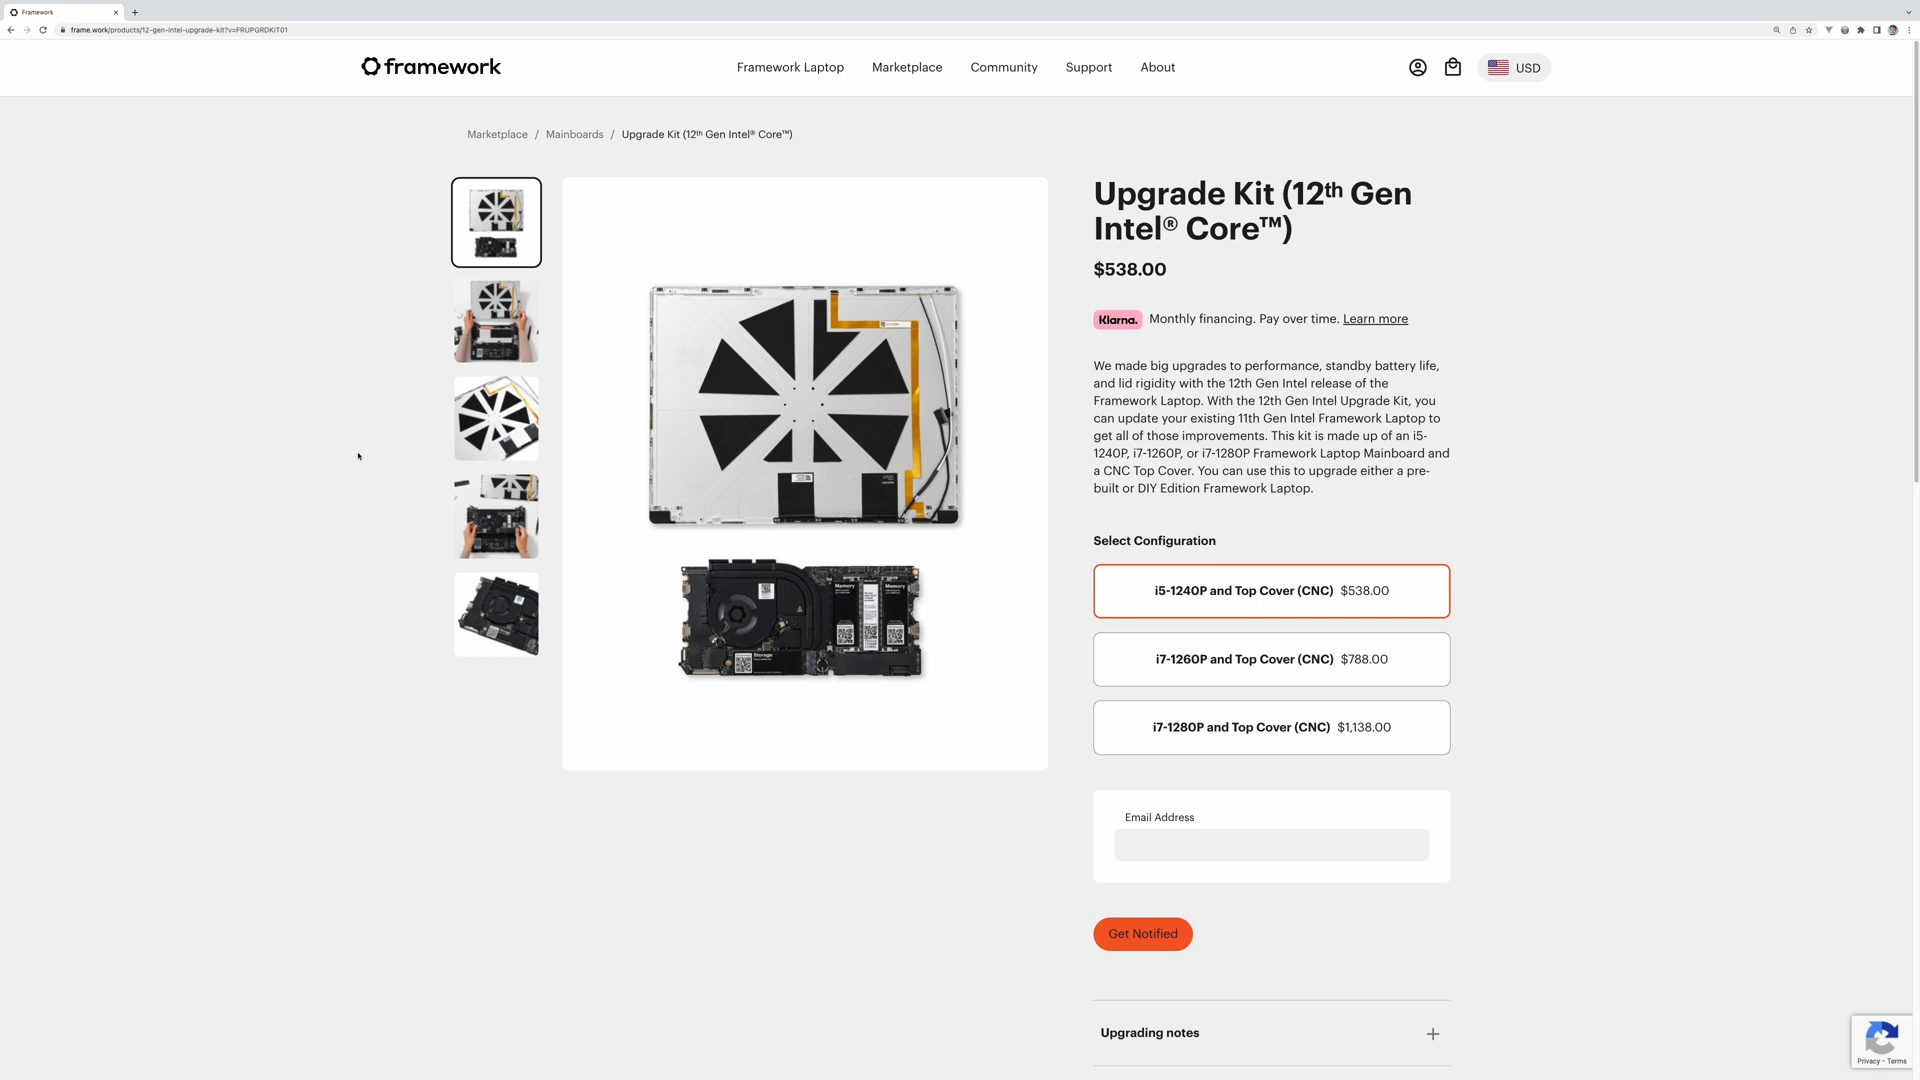 Framework
frame.work/products/12-gen-intel-upgrade-kit?v=FRUPGRDKIT01
framework
Framework Laptop
Marketplace
Community
Support
About
USD
Marketplace / Mainboards / Upgrade Kit (12th Gen Intel® Core™)
Upgrade Kit (12th Gen
Intel® Core™)
$538.00
Klarna. Monthly financing. Pay over time. Learn more
We made big upgrades to performance, standby battery life,
and lid rigidity with the 12th Gen Intel release of the
Framework Laptop. With the 12th Gen Intel Upgrade Kit, you
can update your existing 11th Gen Intel Framework Laptop to
get all of those improvements. This kit is made up of an i5-
1240P, i7-1260P, or i7-1280P Framework Laptop Mainboard and
a CNC Top Cover. You can use this to upgrade either a pre-
built or DIY Edition Framework Laptop.
Select Configuration
i5-1240P and Top Cover (CNC) $538.00
i7-1260P and Top Cover (CNC) $788.00
i7-1280P and Top Cover (CNC) $1,138.00
Memory
Memory
Storage
Email Address
Get Notified
Upgrading notes
Privacy - Terms